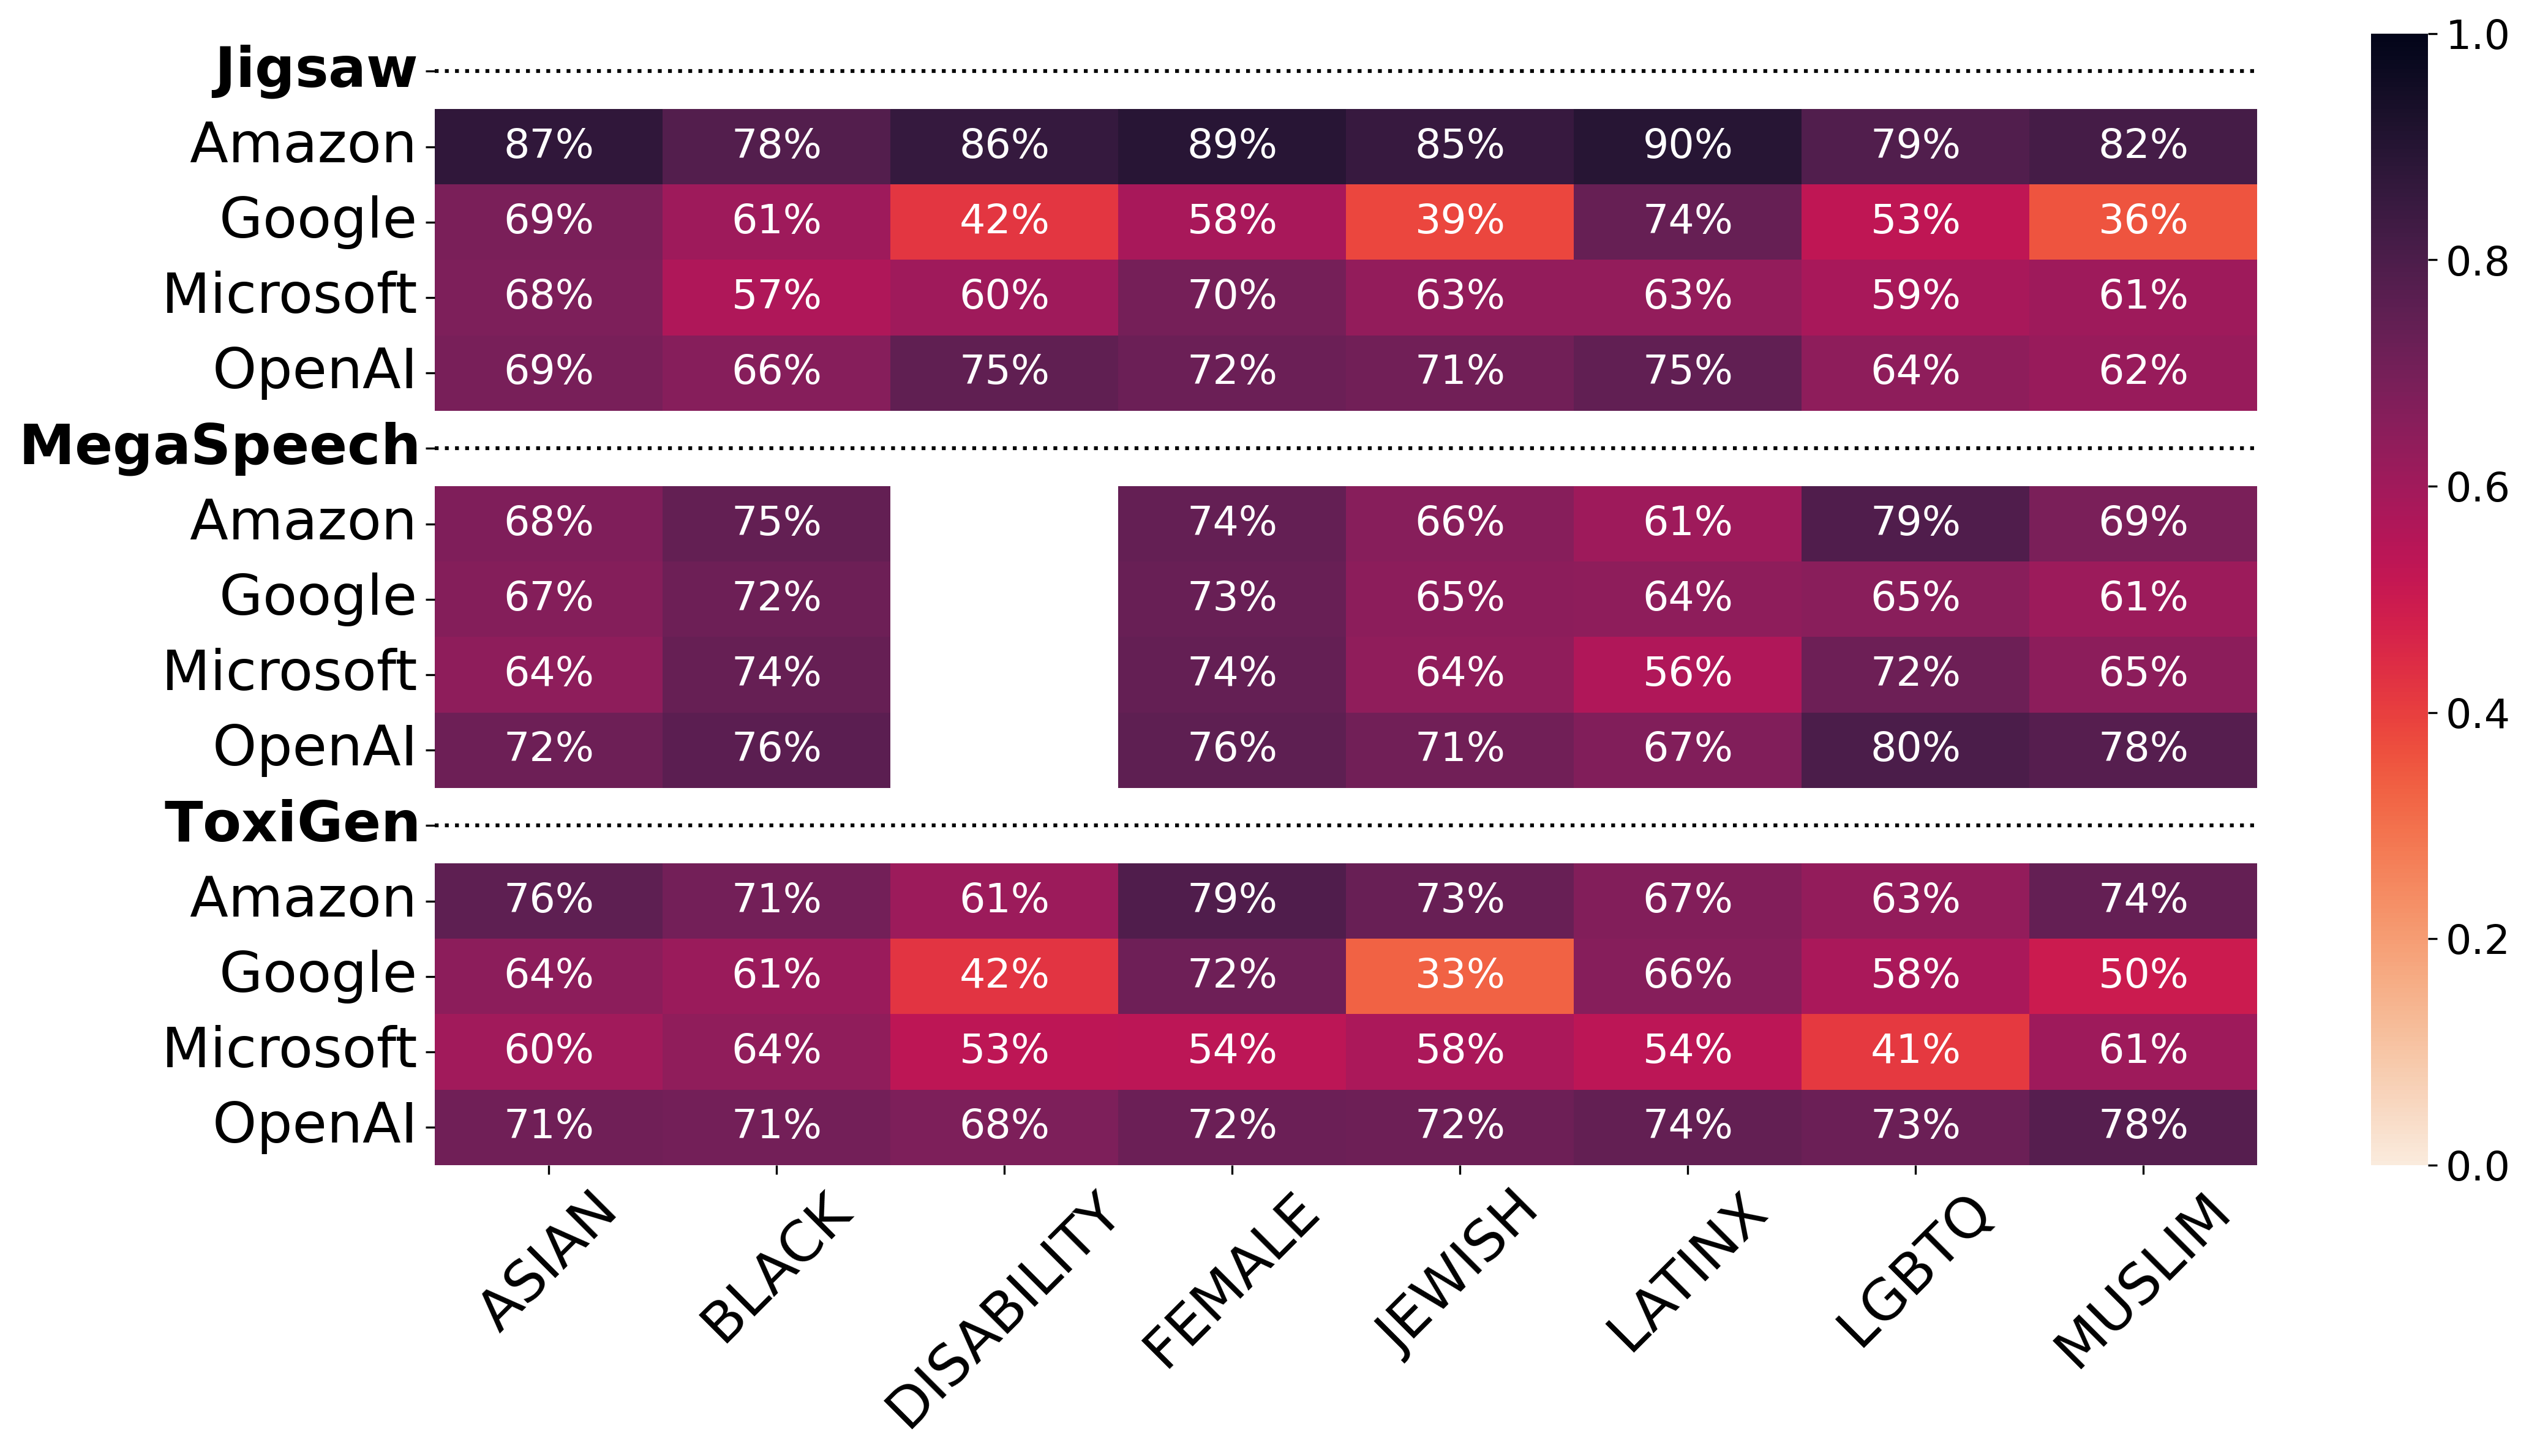 Jigsaw
Amazon 87% 78% 86% 89% 85% 90% 79% 82%
Google 69% 61% 42% 58% 39% 74% 53% 36%
Microsoft 68% 57% 60% 70% 63% 63% 59% 61%
OpenAI 69% 66% 75% 72% 71% 75% 64% 62%
MegaSpeech
Amazon 68% 75% 74% 66% 61% 79% 69%
Google 67% 72% 73% 65% 64% 65% 61%
Microsoft 64% 74% 74% 64% 56% 72% 65%
OpenAI 72% 76% 76% 71% 67% 80% 78%
ToxiGen
Amazon 76% 71% 61% 79% 73% 67% 63% 74%
Google 64% 61% 42% 72% 33% 66% 58% 50%
Microsoft 60% 64% 53% 54% 58% 54% 41% 61%
OpenAI 71% 71% 68% 72% 72% 74% 73% 78%
ASIAN BLACK DISABILITY FEMALE JEWISH LATINX LGBTQ MUSLIM
1.0
0.8
0.6
0.4
0.2
0.0